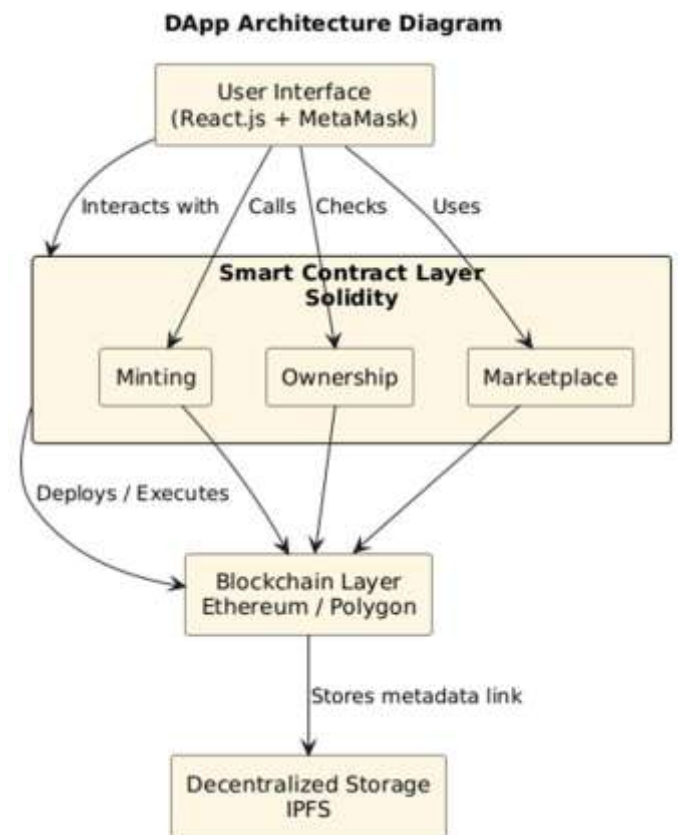 DApp Architecture Diagram
User Interface
(React.js + MetaMask)
Interacts with
Calls
Checks
Uses
Smart Contract Layer
Solidity
Minting
Ownership
Marketplace
Deploys / Executes
Blockchain Layer
Ethereum / Polygon
Stores metadata link
Decentralized Storage
IPFS